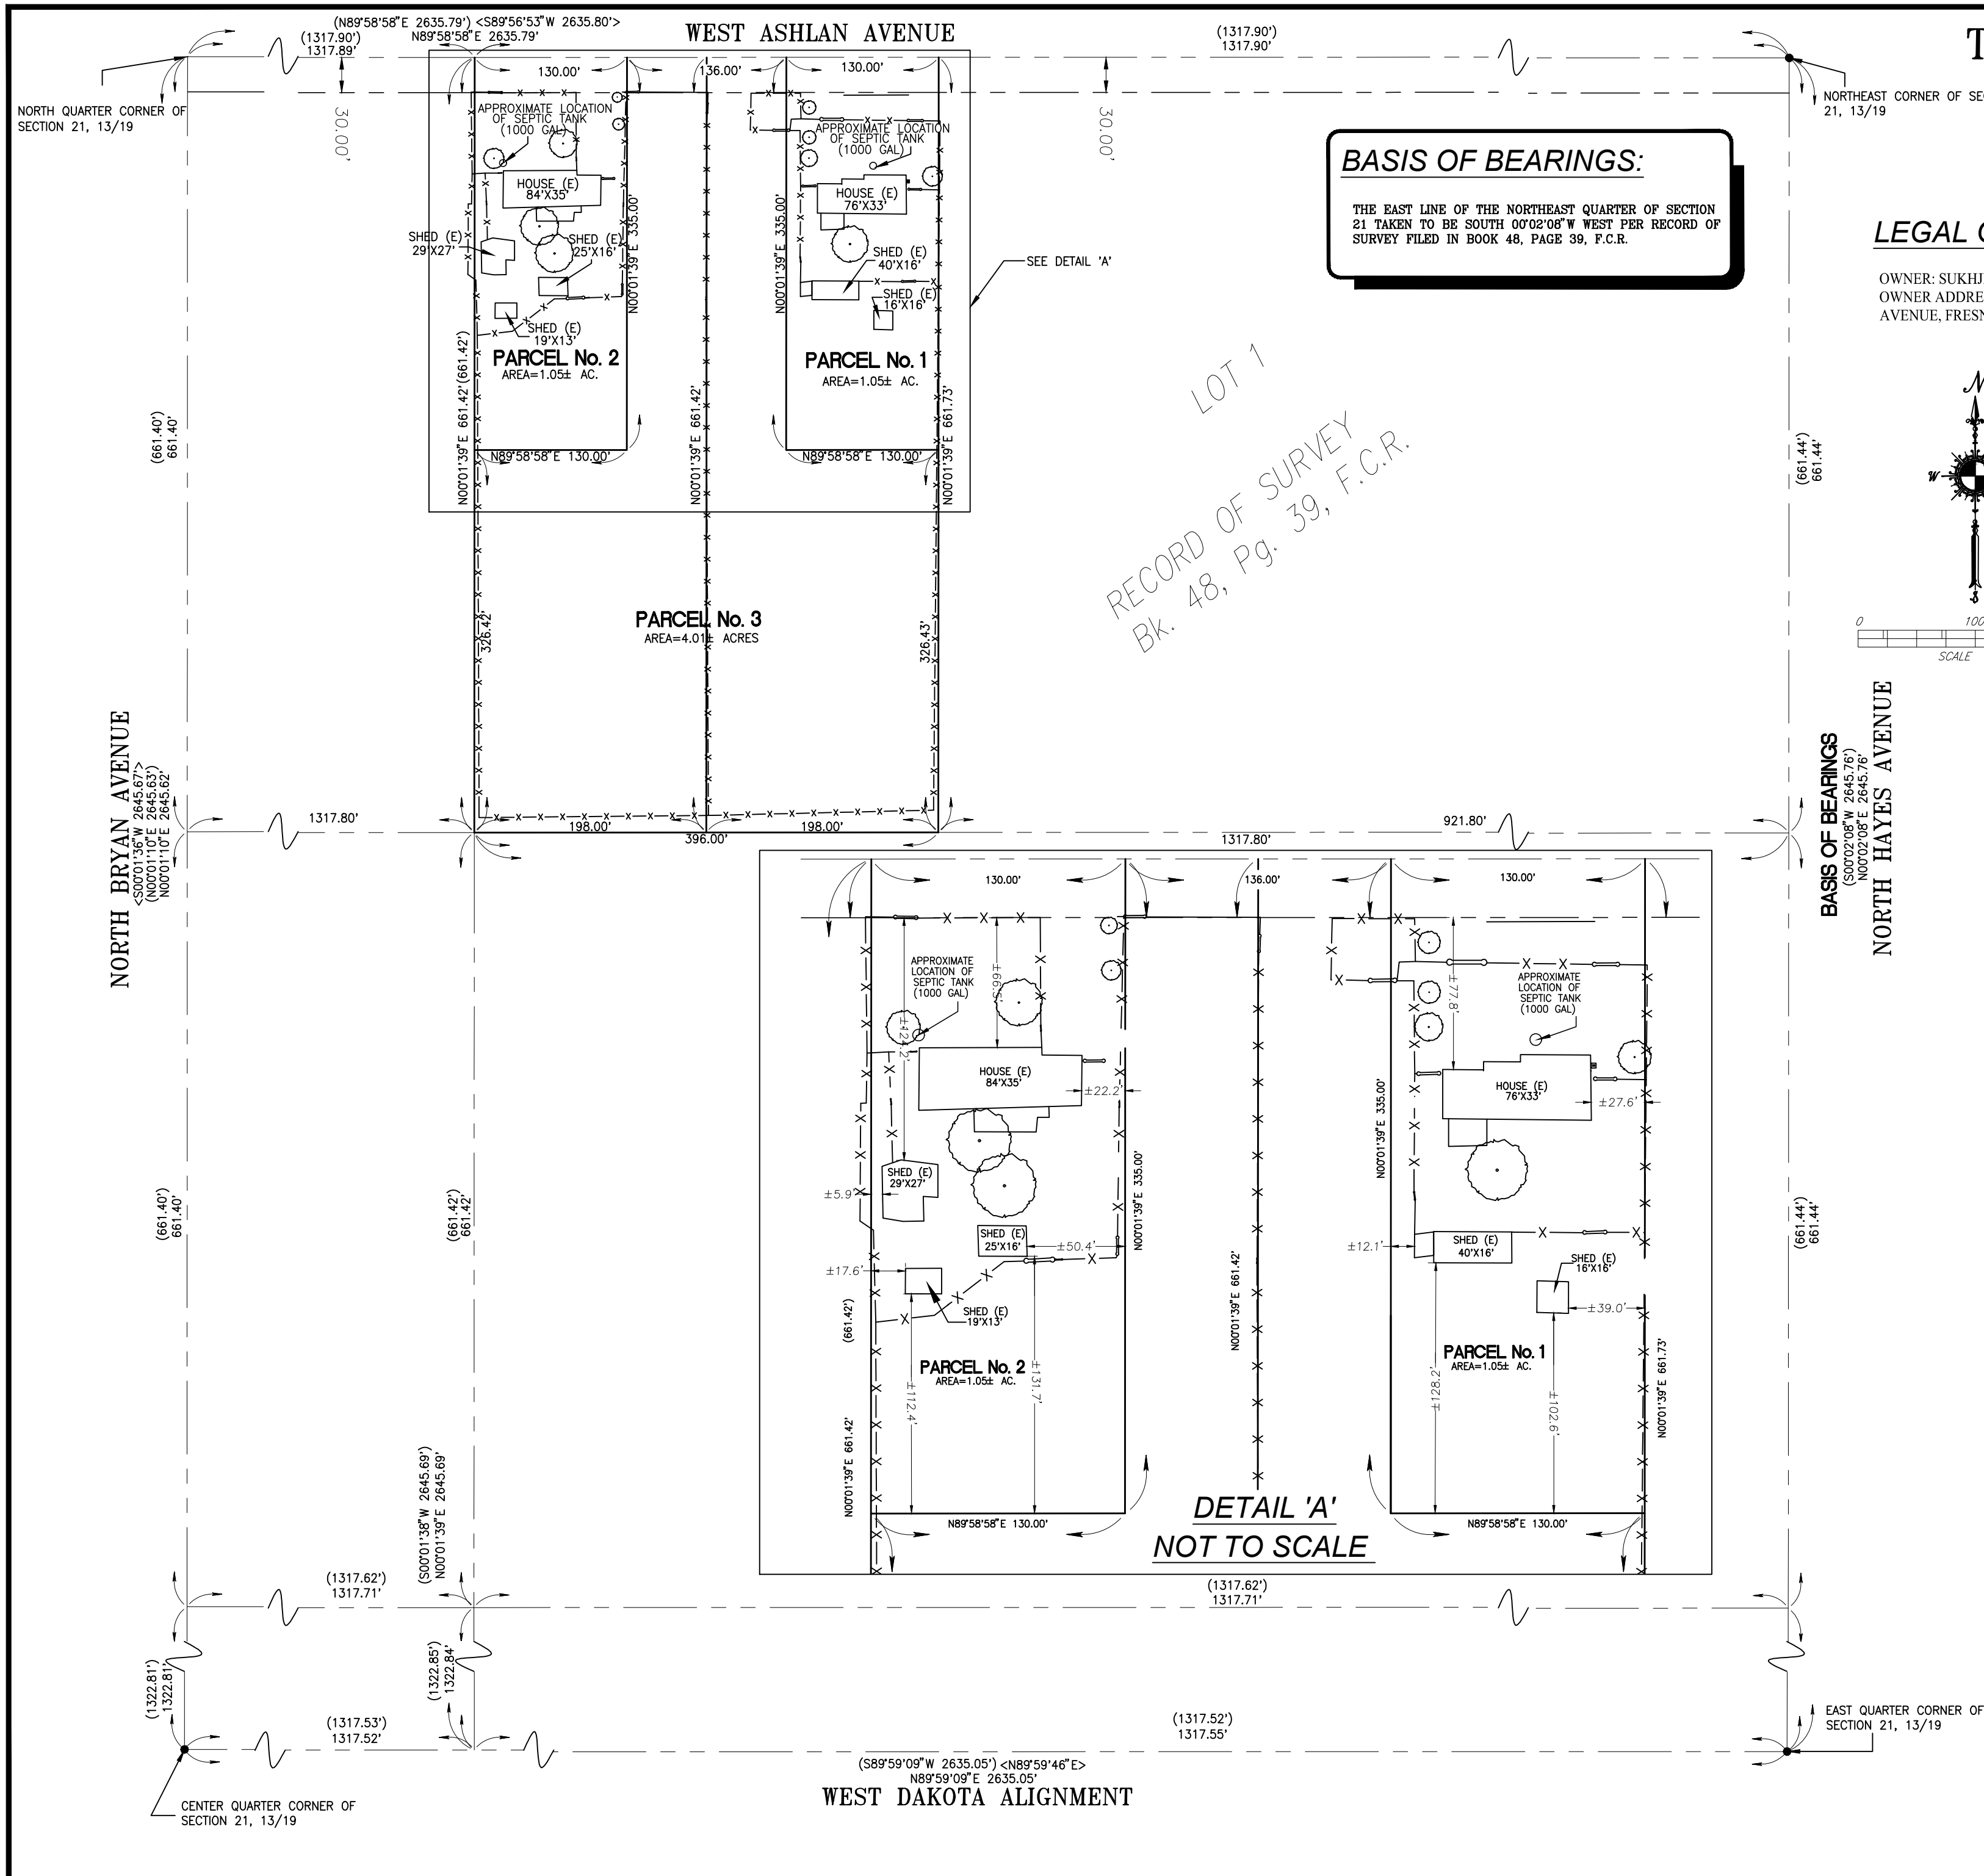 (N89°58'58"E 2635.79') <S89°56'53"W 2635.80'>
N89°58'58"E 2635.79'
WEST ASHLAN AVENUE
(1317.90')
1317.89'
(1317.90')
1317.90'
130.00'
136.00'
130.00'
NORTH QUARTER CORNER OF
SECTION 21, 13/19
30.00'
30.00'
NORTHEAST CORNER OF SE
21, 13/19
T
APPROXIMATE LOCATION
OF SEPTIC TANK
(1000 GAL)
APPROXIMATE LOCATION
OF SEPTIC TANK
(1000 GAL)
HOUSE (E)
84'X35'
HOUSE (E)
76'X33'
SHED (E)
29'X27'
SHED (E)
25'X16'
SHED (E)
40'X16'
SHED (E)
16'X16'
SHED (E)
19'X13'
N00°01'39"E 335.00'
N00°01'39"E 335.00'
SEE DETAIL 'A'
PARCEL No. 2
AREA=1.05± AC.
PARCEL No. 1
AREA=1.05± AC.
N00°01'39"E 661.42'(661.42')
N00°01'39"E 661.42'
N00°01'39"E 661.73'
N89°58'58"E 130.00'
N89°58'58"E 130.00'
BASIS OF BEARINGS:
THE EAST LINE OF THE NORTHEAST QUARTER OF SECTION
21 TAKEN TO BE SOUTH 00°02'08"W WEST PER RECORD OF
SURVEY FILED IN BOOK 48, PAGE 39, F.C.R.
LEGAL
OWNER: SUKHJ
OWNER ADDRE
AVENUE, FRESN
N
W
S
0
100
SCALE
LOT 1
RECORD OF SURVEY
Bk. 48, Pg. 39, F.C.R.
(661.40')
661.40'
(661.44')
661.44'
PARCEL No. 3
AREA=4.01± ACRES
326.42'
326.43'
NORTH BRYAN AVENUE
<S00°01'36"W 2645.67'>
(N00°01'10"E 2645.63')
N00°01'10"E 2645.62'
1317.80'
198.00'
198.00'
396.00'
1317.80'
921.80'
BASIS OF BEARINGS
(S00°02'08"W 2645.76')
N00°02'08"E 2645.76'
NORTH HAYES AVENUE
130.00'
136.00'
130.00'
APPROXIMATE
LOCATION OF
SEPTIC TANK
(1000 GAL)
±66.5'
±124.2'
±77.8'
APPROXIMATE
LOCATION OF
SEPTIC TANK
(1000 GAL)
HOUSE (E)
84'X35'
±22.2'
HOUSE (E)
76'X33'
±27.6'
SHED (E)
29'X27'
±5.9'
SHED (E)
25'X16'
±50.4'
±17.6'
SHED (E)
19'X13'
N00°01'39"E 335.00'
N00°01'39"E 335.00'
±12.1'
SHED (E)
40'X16'
SHED (E)
16'X16'
±39.0'
(661.42')
N00°01'39"E 661.42'
N00°01'39"E 661.42'
N00°01'39"E 661.73'
PARCEL No. 2
AREA=1.05± AC.
PARCEL No. 1
AREA=1.05± AC.
±112.4'
±131.7'
±128.2'
±102.6'
N89°58'58"E 130.00'
N89°58'58"E 130.00'
DETAIL 'A'
NOT TO SCALE
(661.40')
661.40'
(661.42')
661.42'
(661.44')
661.44'
(S00°01'38"W 2645.69')
N00°01'39"E 2645.69'
(1317.62')
1317.71'
(1317.62')
1317.71'
(1322.81')
1322.81'
(1322.85')
1322.84'
(1317.53')
1317.52'
(1317.52')
1317.55'
EAST QUARTER CORNER OF
SECTION 21, 13/19
(S89°59'09"W 2635.05') <N89°59'46"E>
N89°59'09"E 2635.05'
WEST DAKOTA ALIGNMENT
CENTER QUARTER CORNER OF
SECTION 21, 13/19